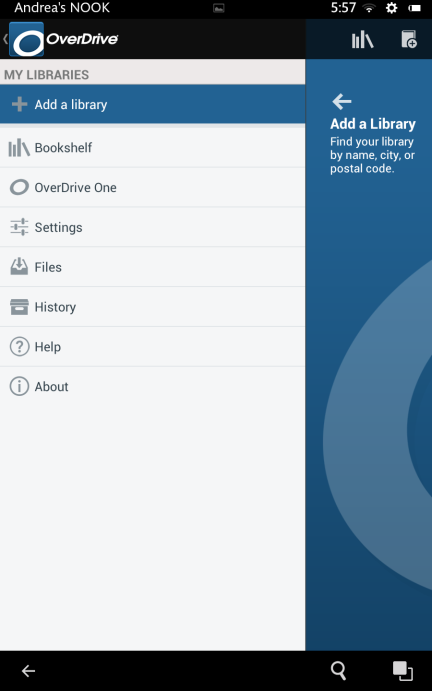 Andrea's NOOK
5:57
OverDrive
MY LIBRARIES
Add a library
Bookshelf
OverDrive One
Settings
Files
History
Help
About
Add a Library
Find your library
by name, city, or
postal code.